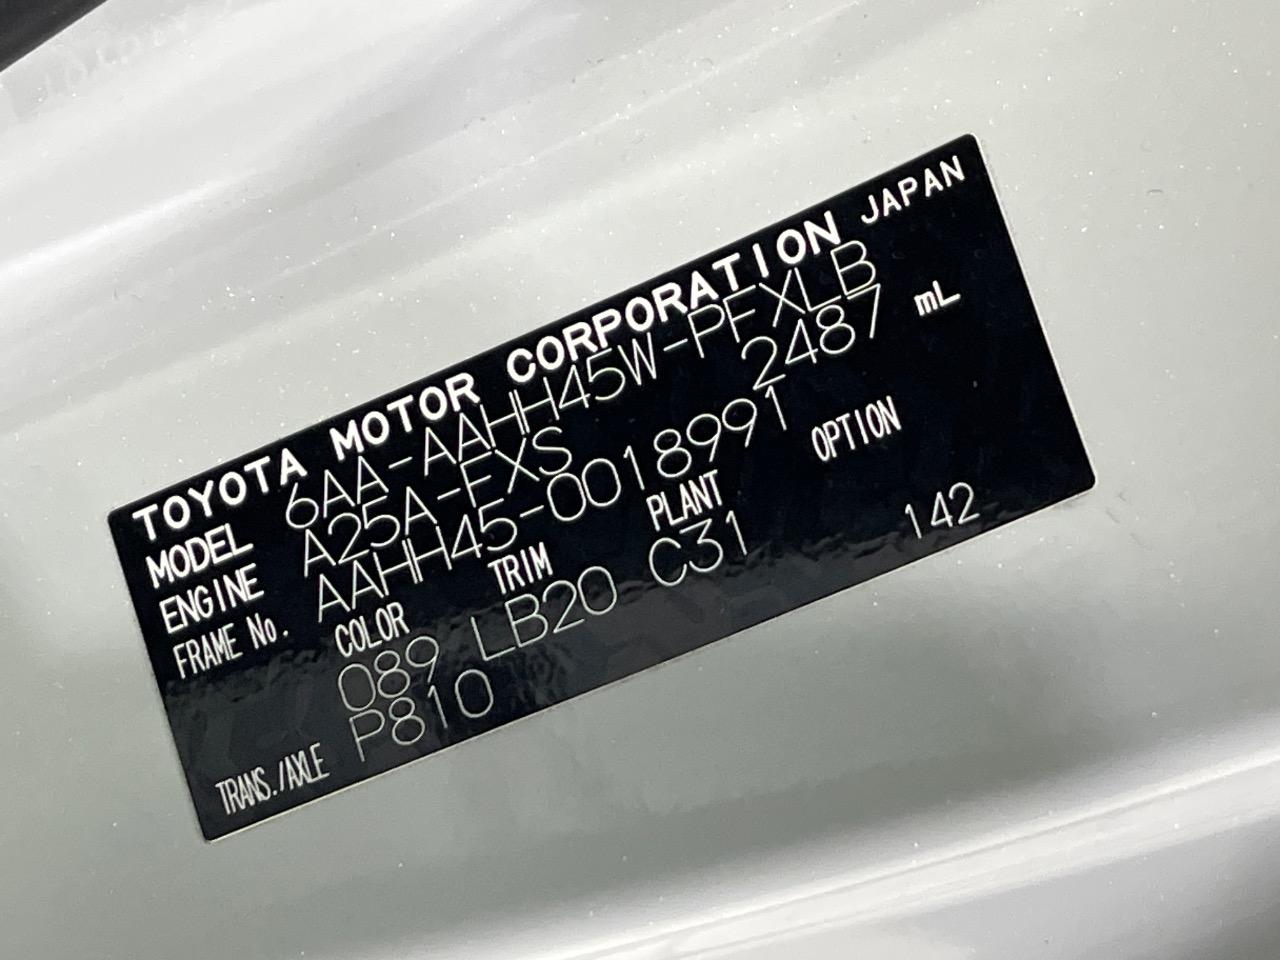 TOYOTA MOTOR CORPORATION JAPAN
MODEL 6AA-AAHH45W-PFXLB
ENGINE A25A-FXS 2487 mL
FRAME No. AAHH45-0018991
COLOR TRIM PLANT OPTION
089 LB20 C31 142
TRANS./AXLE P810